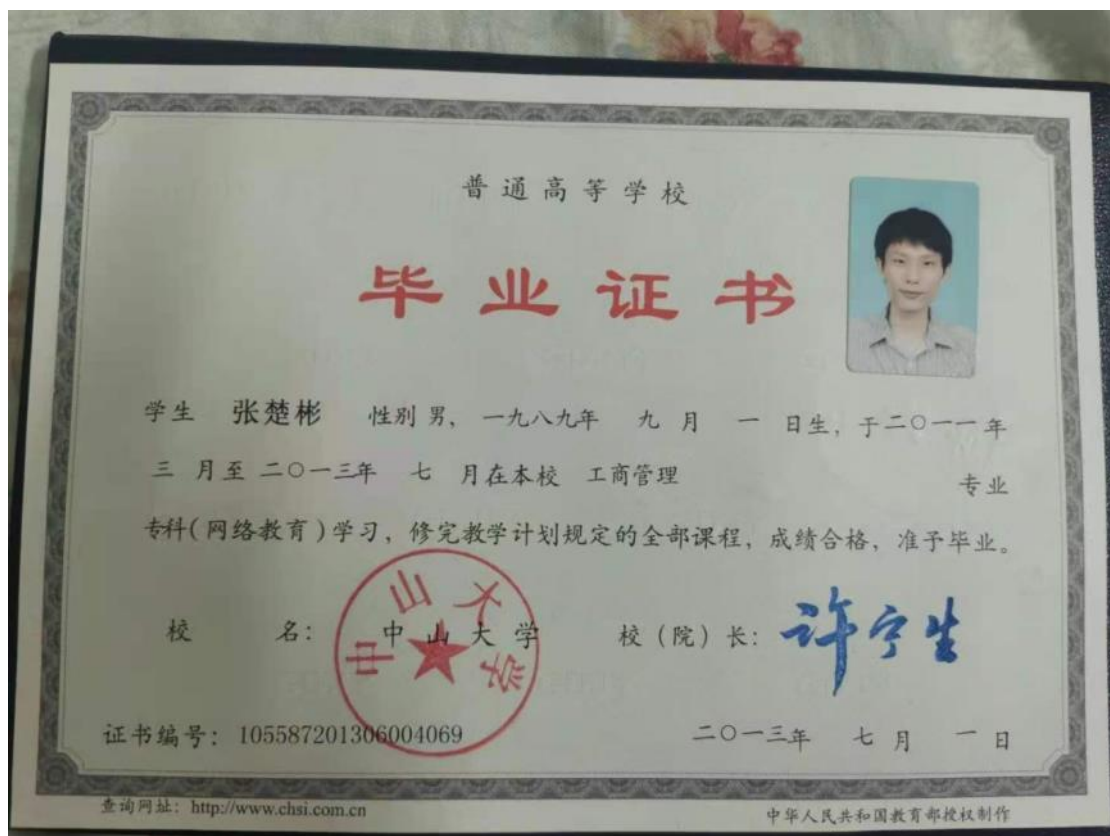 普通高等学校
毕业证书
学生 张楚彬 性别 男, 一九八九年 九 月 一 日生, 于二〇一一年
三 月至 二〇一三年 七 月在本校 工商管理 专业
专科(网络教育)学习, 修完教学计划规定的全部课程, 成绩合格, 准予毕业。
校 名: 中山大学 校(院)长: 许宁生
中山大学
证书编号: 105587201306004069 二〇一三年 七 月 一 日
查询网址: http://www.chsi.com.cn 中华人民共和国教育部授权制作